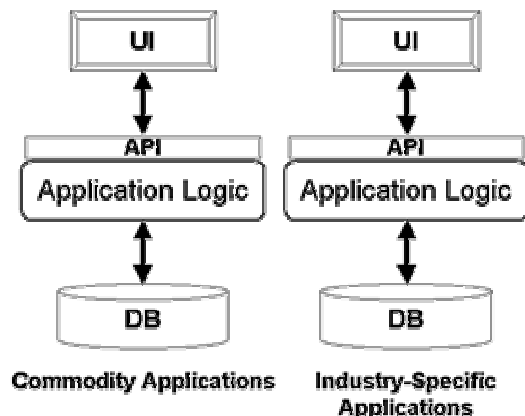 UI
API
Application Logic
DB
Commodity Applications
UI
API
Application Logic
DB
Industry-Specific
Applications